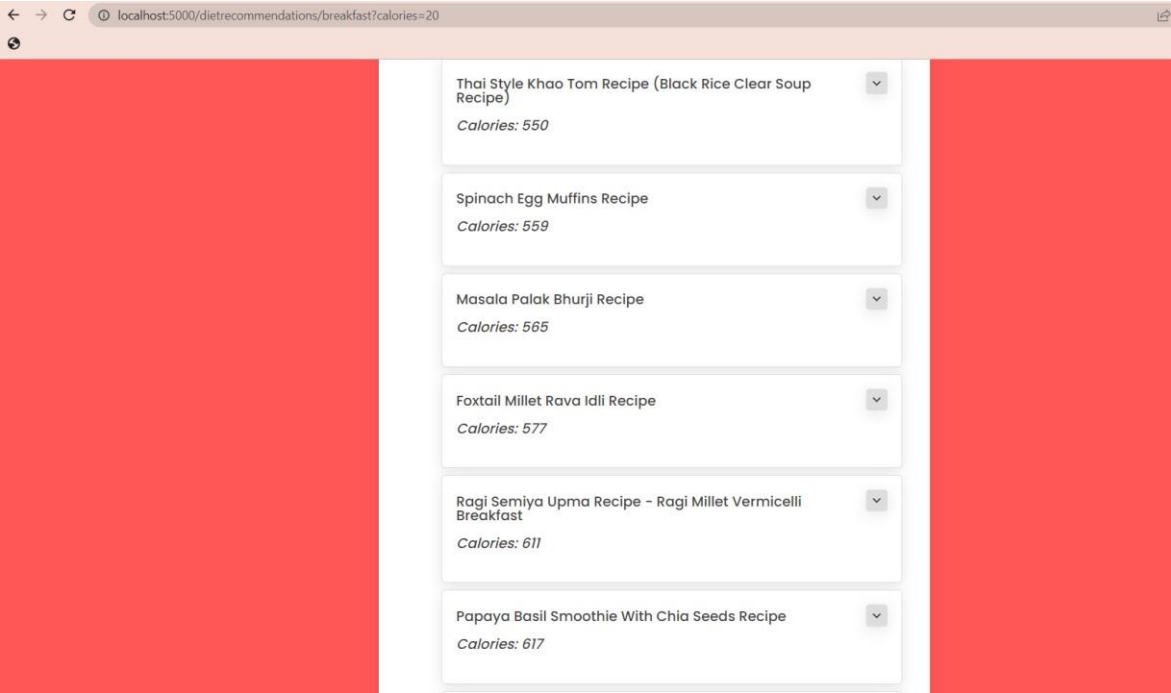 localhost:5000/dietrecommendations/breakfast?calories=20
Thai Style Khao Tom Recipe (Black Rice Clear Soup
Recipe)
Calories: 550
Spinach Egg Muffins Recipe
Calories: 559
Masala Palak Bhurji Recipe
Calories: 565
Foxtail Millet Rava Idli Recipe
Calories: 577
Ragi Semiya Upma Recipe - Ragi Millet Vermicelli
Breakfast
Calories: 611
Papaya Basil Smoothie With Chia Seeds Recipe
Calories: 617